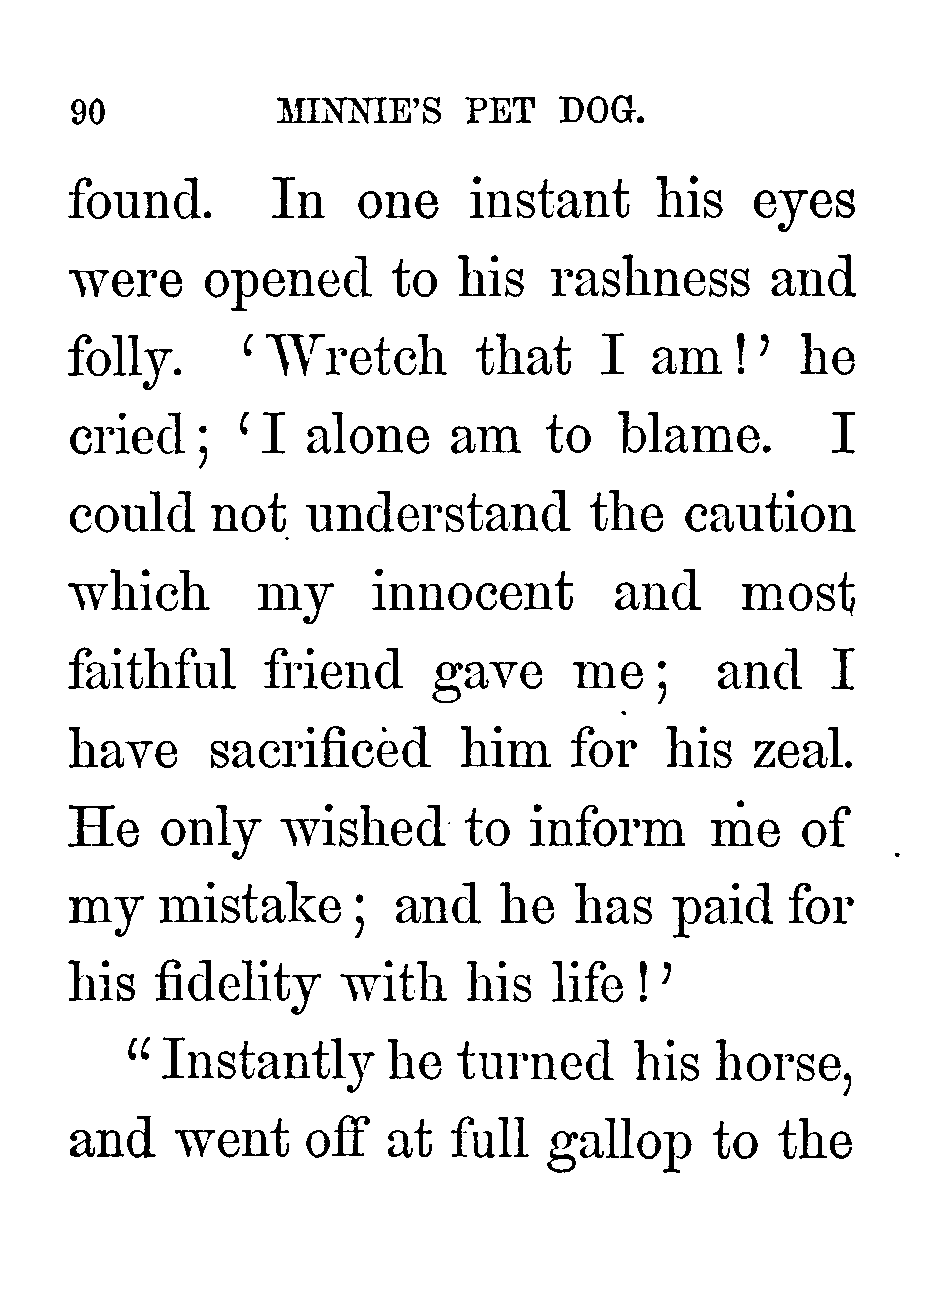 90 MINNIE'S PET DOG.
found. In one instant his eyes
were opened to his rashness and
folly. ‘Wretch that I am!’ he
cried; ‘I alone am to blame. I
could not understand the caution
which my innocent and most
faithful friend gave me; and I
have sacrificed him for his zeal.
He only wished to inform me of
my mistake; and he has paid for
his fidelity with his life!’
“Instantly he turned his horse,
and went off at full gallop to the